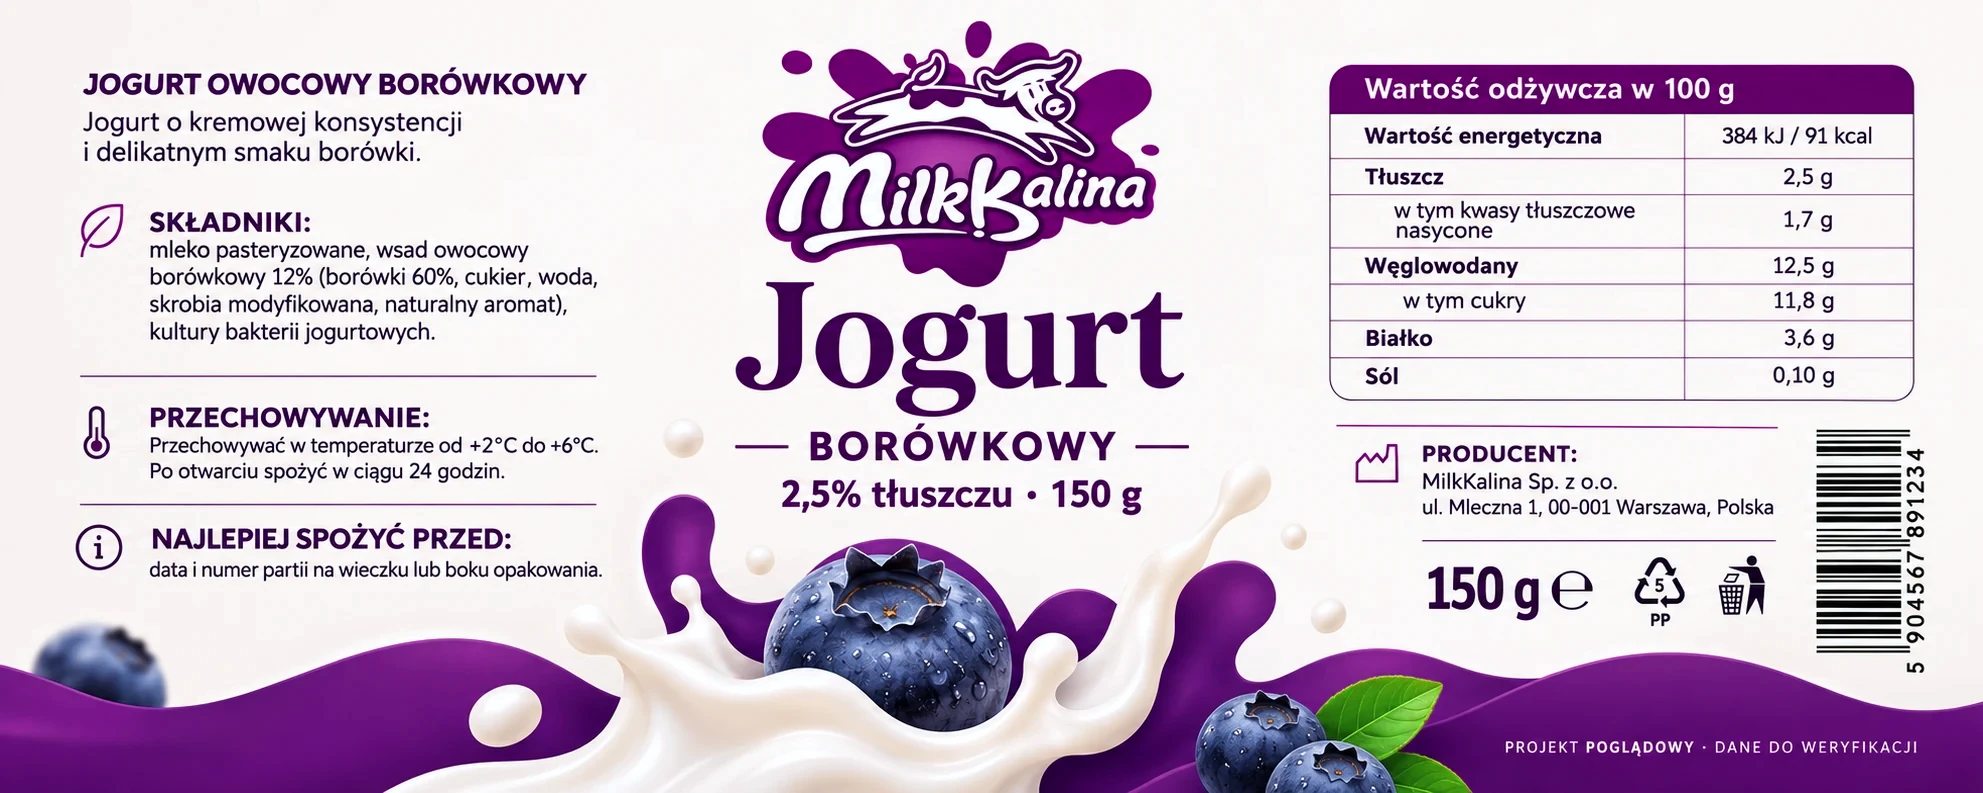 JOGURT OWOCOWY BORÓWKOWY
Jogurt o kremowej konsystencji
i delikatnym smaku borówki.
SKŁADNIKI:
mleko pasteryzowane, wsad owocowy
borówkowy 12% (borówki 60%, cukier, woda,
skrobia modyfikowana, naturalny aromat),
kultury bakterii jogurtowych.
PRZECHOWYWANIE:
Przechowywać w temperaturze od +2°C do +6°C.
Po otwarciu spożyć w ciągu 24 godzin.
NAJLEPIEJ SPOŻYĆ PRZED:
data i numer partii na wieczku lub boku opakowania.
MilkKalina
Jogurt
BORÓWKOWY
2,5% tłuszczu • 150 g
Wartość odżywcza w 100 g
Wartość energetyczna 384 kJ / 91 kcal
Tłuszcz 2,5 g
w tym kwasy tłuszczowe
nasycone 1,7 g
Węglowodany 12,5 g
w tym cukry 11,8 g
Białko 3,6 g
Sól 0,10 g
PRODUCENT:
MilkKalina Sp. z o.o.
ul. Mleczna 1, 00-001 Warszawa, Polska
150 g ℮
5
PP
5 904567 891234
PROJEKT POGLĄDOWY · DANE DO WERYFIKACJI